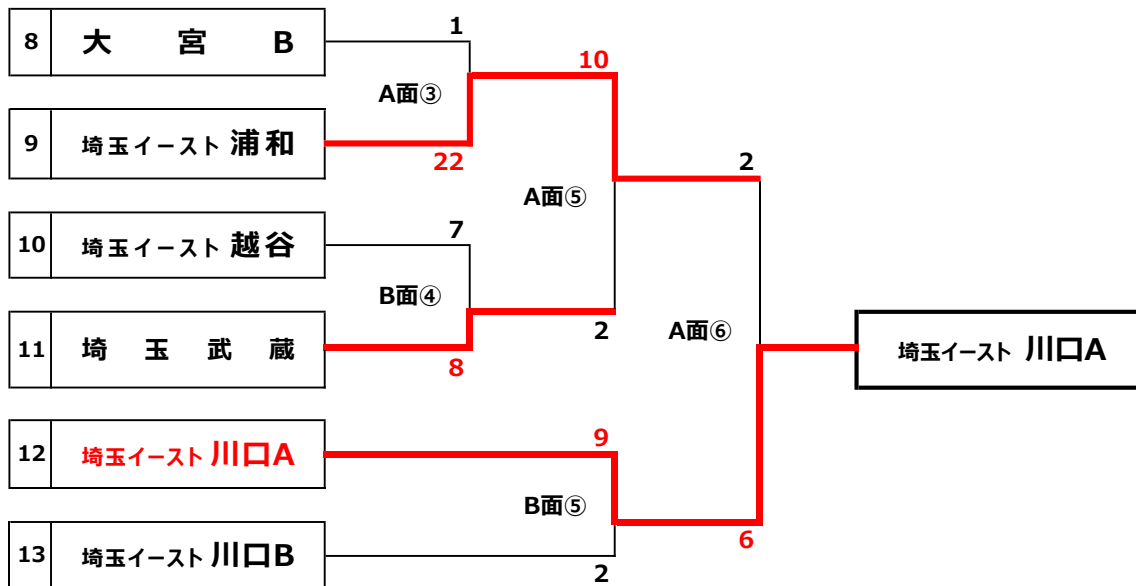 8 大宮B 1
10
A面③
9 埼玉イースト 浦和 22
2
A面⑤
10 埼玉イースト 越谷 7
B面④
2
A面⑥
11 埼玉武蔵 8
埼玉イースト 川口A
12 埼玉イースト 川口A 9
B面⑤
6
13 埼玉イースト 川口B 2